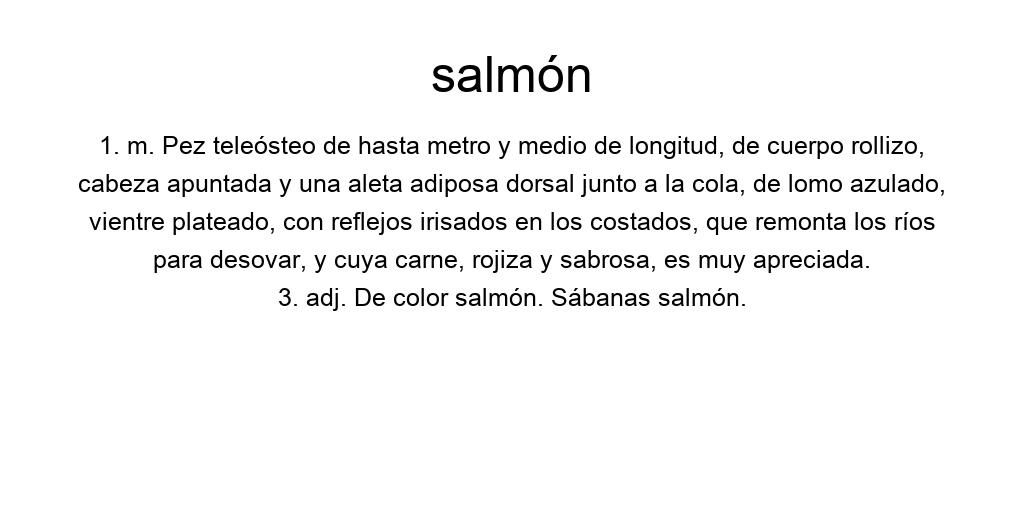 salmón
1. m. Pez teleósteo de hasta metro y medio de longitud, de cuerpo rollizo,
cabeza apuntada y una aleta adiposa dorsal junto a la cola, de lomo azulado,
vientre plateado, con reflejos irisados en los costados, que remonta los ríos
para desovar, y cuya carne, rojiza y sabrosa, es muy apreciada.
3. adj. De color salmón. Sábanas salmón.